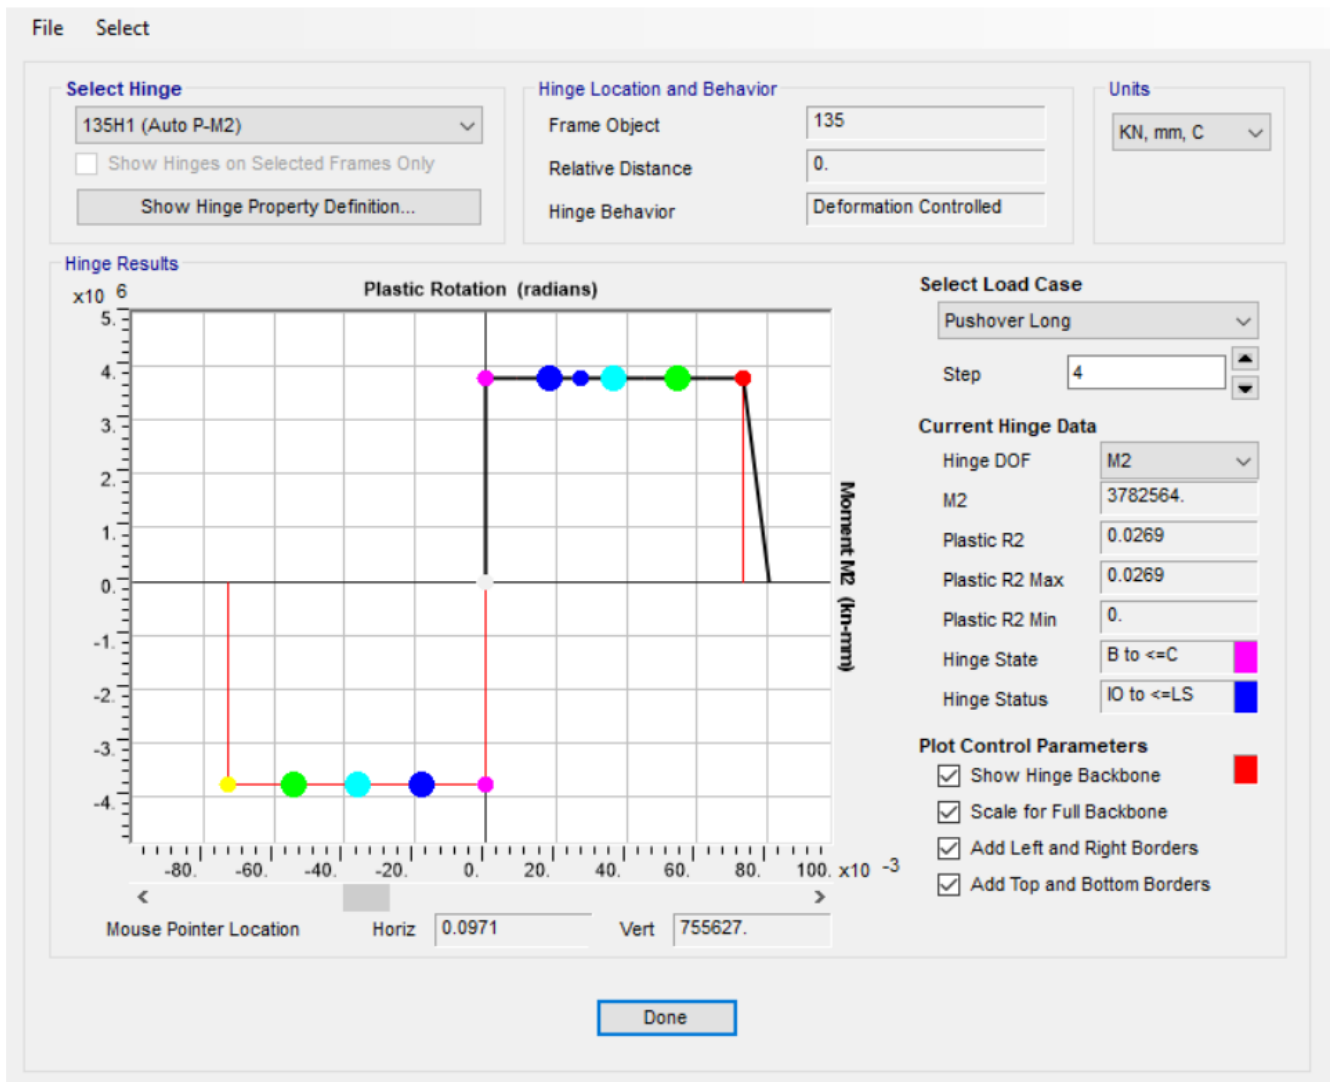 File Select
Select Hinge
135H1 (Auto P-M2)
Show Hinges on Selected Frames Only
Show Hinge Property Definition...
Hinge Location and Behavior
Frame Object 135
Relative Distance 0.
Hinge Behavior Deformation Controlled
Units
KN, mm, C
Hinge Results
x10 6
Plastic Rotation (radians)
5.
4.
3.
2.
1.
0.
-1.
-2.
-3.
-4.
-80. -60. -40. -20. 0. 20. 40. 60. 80. 100. x10 -3
Moment M2 (kn-mm)
Mouse Pointer Location Horiz 0.0971 Vert 755627.
Select Load Case
Pushover Long
Step 4
Current Hinge Data
Hinge DOF M2
M2 3782564.
Plastic R2 0.0269
Plastic R2 Max 0.0269
Plastic R2 Min 0.
Hinge State B to <=C
Hinge Status IO to <=LS
Plot Control Parameters
Show Hinge Backbone
Scale for Full Backbone
Add Left and Right Borders
Add Top and Bottom Borders
Done